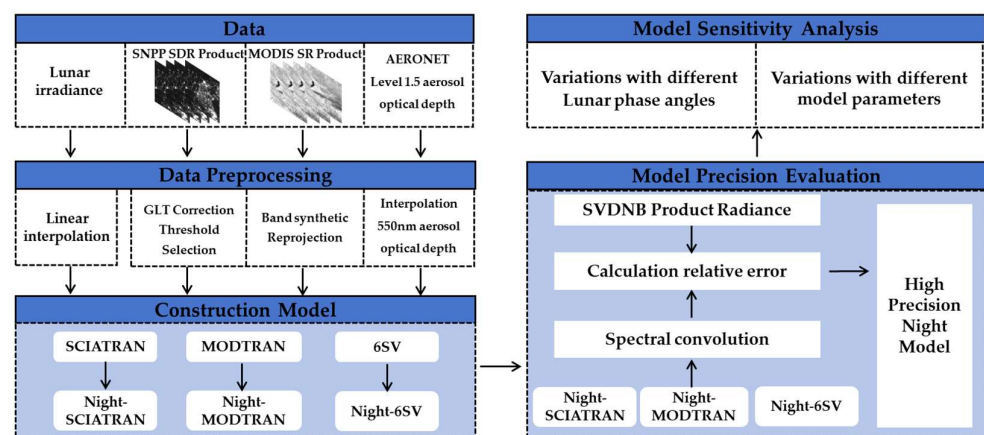 Data
Lunar
irradiance
SNPP SDR Product
MODIS SR Product
AERONET
Level 1.5 aerosol
optical depth
Data Preprocessing
Linear
interpolation
GLT Correction
Threshold
Selection
Band synthetic
Reprojection
Interpolation
550nm aerosol
optical depth
Construction Model
SCIATRAN
MODTRAN
6SV
Night-
SCIATRAN
Night-
MODTRAN
Night-6SV
Model Sensitivity Analysis
Variations with different
Lunar phase angles
Variations with different
model parameters
Model Precision Evaluation
SVDNB Product Radiance
Calculation relative error
Spectral convolution
Night-
SCIATRAN
Night-
MODTRAN
Night-6SV
High
Precision
Night
Model